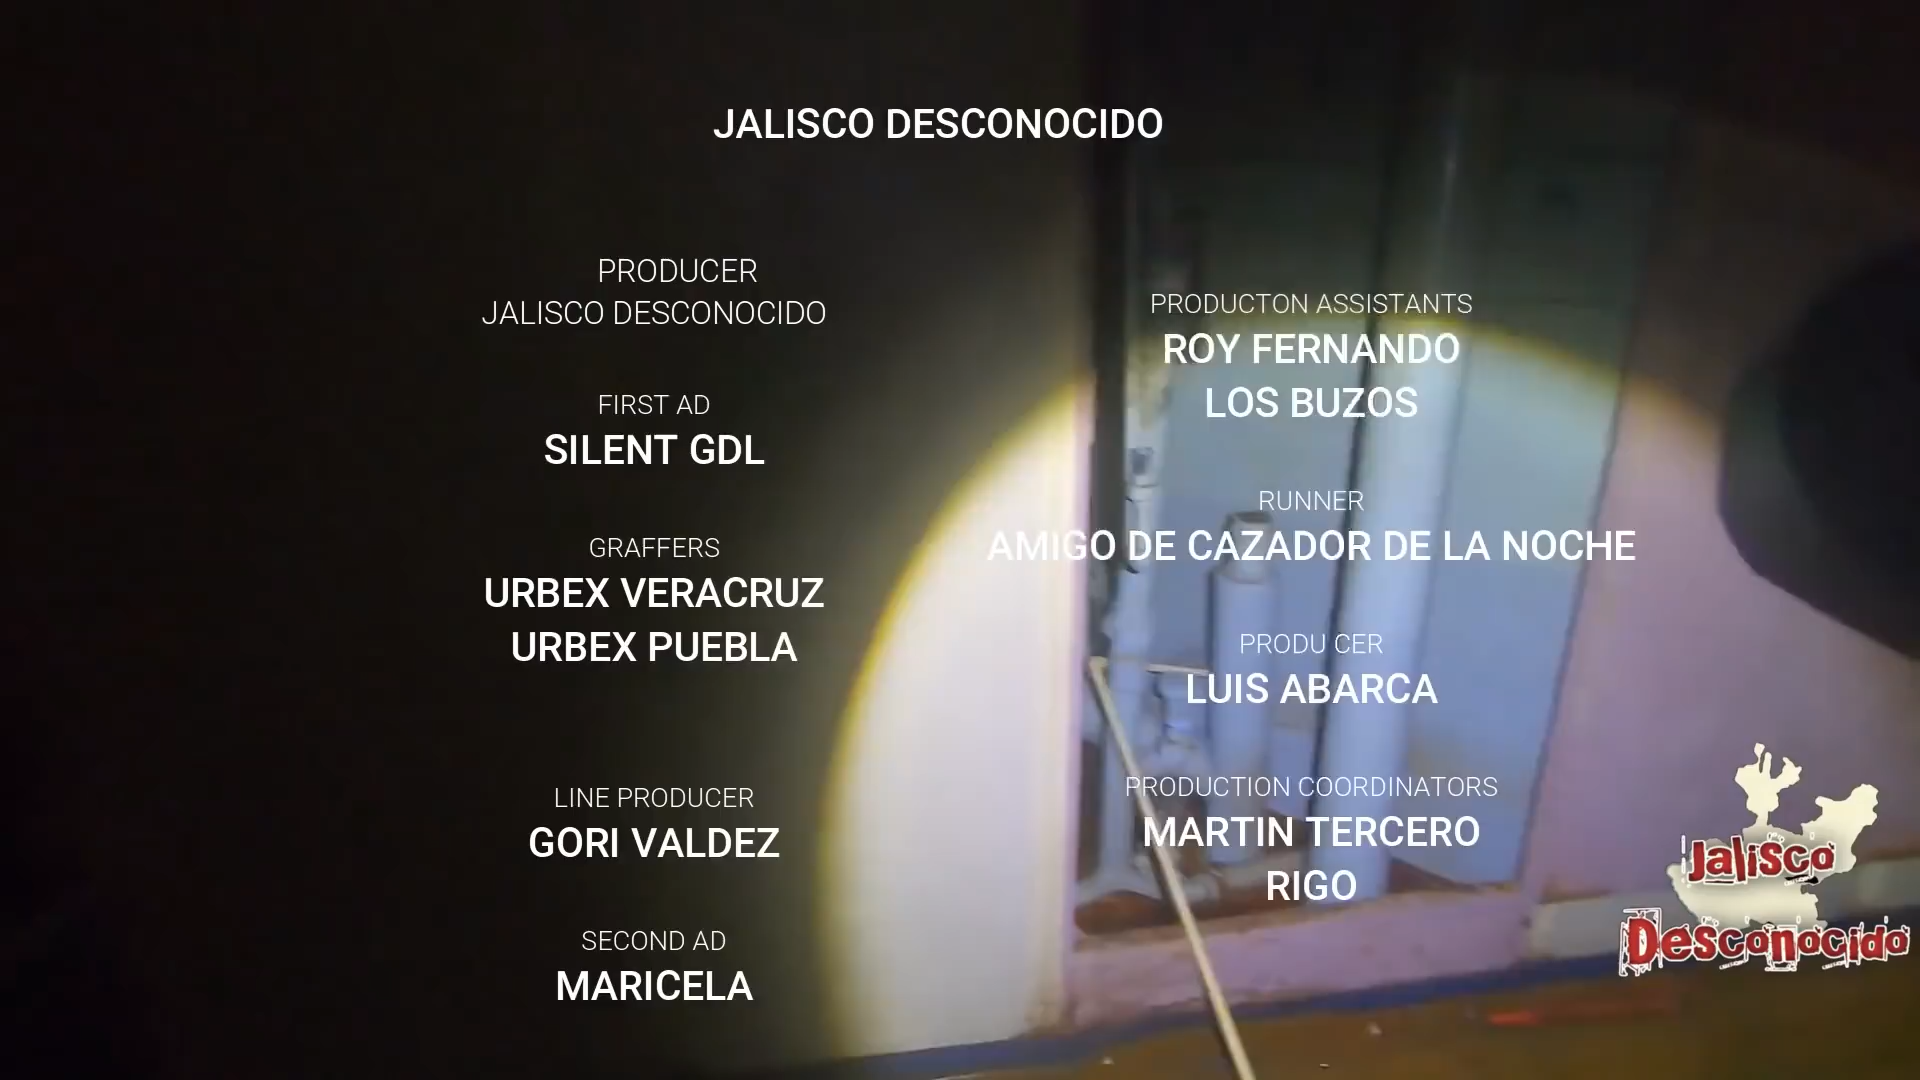 JALISCO DESCONOCIDO
PRODUCER
JALISCO DESCONOCIDO
FIRST AD
SILENT GDL
GRAFFERS
URBEX VERACRUZ
URBEX PUEBLA
LINE PRODUCER
GORI VALDEZ
SECOND AD
MARICELA
PRODUCTON ASSISTANTS
ROY FERNANDO
LOS BUZOS
RUNNER
AMIGO DE CAZADOR DE LA NOCHE
PRODU CER
LUIS ABARCA
PRODUCTION COORDINATORS
MARTIN TERCERO
RIGO
Jalisco
Desconocido